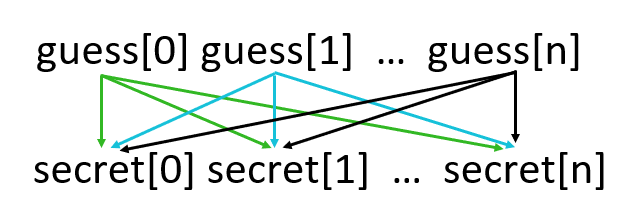 guess[0] guess[1] ... guess[n]
secret[0] secret[1] ... secret[n]